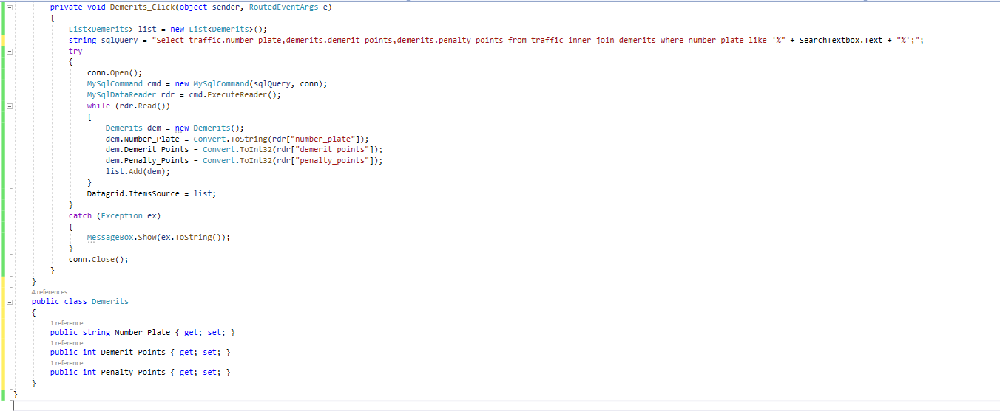 private void Demerits_Click(object sender, RoutedEventArgs e)
{
List<Demerits> list = new List<Demerits>();
string sqlQuery = "Select traffic.number_plate,demerits.demerit_points,demerits.penalty_points from traffic inner join demerits where number_plate like '%" + SearchTextbox.Text + "%';";
try
{
conn.Open();
MySqlCommand cmd = new MySqlCommand(sqlQuery, conn);
MySqlDataReader rdr = cmd.ExecuteReader();
while (rdr.Read())
{
Demerits dem = new Demerits();
dem.Number_Plate = Convert.ToString(rdr["number_plate"]);
dem.Demerit_Points = Convert.ToInt32(rdr["demerit_points"]);
dem.Penalty_Points = Convert.ToInt32(rdr["penalty_points"]);
list.Add(dem);
}
Datagrid.ItemsSource = list;
}
catch (Exception ex)
{
MessageBox.Show(ex.ToString());
}
conn.Close();
}
}
4 references
public class Demerits
{
1 reference
public string Number_Plate { get; set; }
1 reference
public int Demerit_Points { get; set; }
1 reference
public int Penalty_Points { get; set; }
}
}